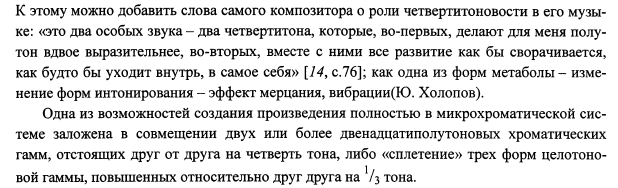 К этому можно добавить слова самого композитора о роли четвертитоновости в его музы-
ке: «это два особых звука – два четвертитона, которые, во-первых, делают для меня полу-
тон вдвое выразительнее, во-вторых, вместе с ними все развитие как бы сворачивается,
как будто бы уходит внутрь, в самое себя» [14, с.76]; как одна из форм метаболы – изме-
нение форм интонирования – эффект мерцания, вибрации(Ю. Холопов).
Одна из возможностей создания произведения полностью в микрохроматической сис-
теме заложена в совмещении двух или более двенадцатиполутоновых хроматических
гамм, отстоящих друг от друга на четверть тона, либо «сплетение» трех форм целотоно-
вой гаммы, повышенных относительно друг друга на 1/3 тона.